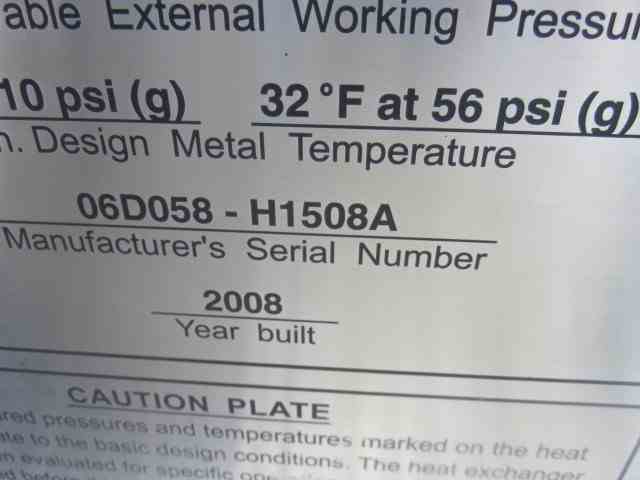 able External Working Pressur
10 psi (g) 32 °F at 56 psi (g)
n. Design Metal Temperature
06D058 - H1508A
Manufacturer's Serial Number
2008
Year built
CAUTION PLATE
red pressures and temperatures marked on the heat
ate to the basic design conditions. The heat exchanger
n evaluated for specific